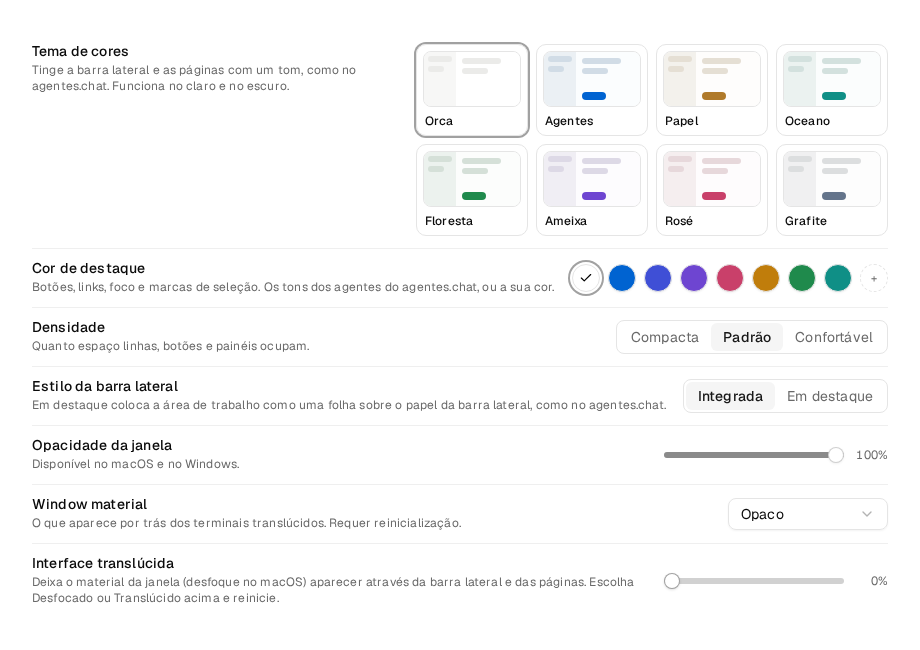 Tema de cores
Tinge a barra lateral e as páginas com um tom, como no
agentes.chat. Funciona no claro e no escuro.
Orca
Agentes
Papel
Oceano
Floresta
Ameixa
Rosé
Grafite
Cor de destaque
Botões, links, foco e marcas de seleção. Os tons dos agentes do agentes.chat, ou a sua cor.
+
Densidade
Quanto espaço linhas, botões e painéis ocupam.
Compacta
Padrão
Confortável
Estilo da barra lateral
Em destaque coloca a área de trabalho como uma folha sobre o papel da barra lateral, como no agentes.chat.
Integrada
Em destaque
Opacidade da janela
Disponível no macOS e no Windows.
100%
Window material
O que aparece por trás dos terminais translúcidos. Requer reinicialização.
Opaco
Interface translúcida
Deixa o material da janela (desfoque no macOS) aparecer através da barra lateral e das páginas. Escolha
Desfocado ou Translúcido acima e reinicie.
0%